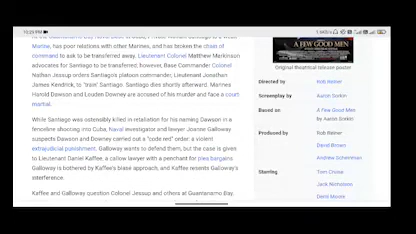 10:29 PM
Marine, has poor relations with other Marines, and has broken the chain of
command to ask to be transferred away. Lieutenant Colonel Matthew Markinson
advocates for Santiago to be transferred; however, Base Commander Colonel
Nathan Jessup orders Santiago's platoon commander, Lieutenant Jonathan
James Kendrick, to "train" Santiago. Santiago dies shortly afterward. Marines
Harold Dawson and Louden Downey are accused of his murder and face a court
martial.
While Santiago was ostensibly killed in retaliation for his naming Dawson in a
fenceline shooting into Cuba, Naval investigator and lawyer Joanne Galloway
suspects Dawson and Downey carried out a "code red" order: a violent
extrajudicial punishment. Galloway wants to defend them, but the case is given
to Lieutenant Daniel Kaffee, a callow lawyer with a penchant for plea bargains.
Galloway is bothered by Kaffee's blasé approach, and Kaffee resents Galloway's
interference.
Kaffee and Galloway question Colonel Jessup and others at Guantanamo Bay.
A FEW GOOD MEN
Original theatrical release poster
Directed by Rob Reiner
Screenplay by Aaron Sorkin
Based on A Few Good Men
by Aaron Sorkin
Produced by Rob Reiner
David Brown
Andrew Scheinman
Starring Tom Cruise
Jack Nicholson
Demi Moore